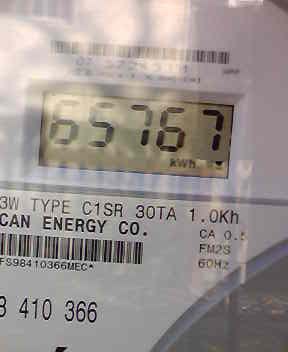 65767
kWh
3W TYPE C1SR 30TA 1.0Kh
CAN ENERGY CO.
CA 0.5
FS98410366MEC*
FM2S
60Hz
8 410 366